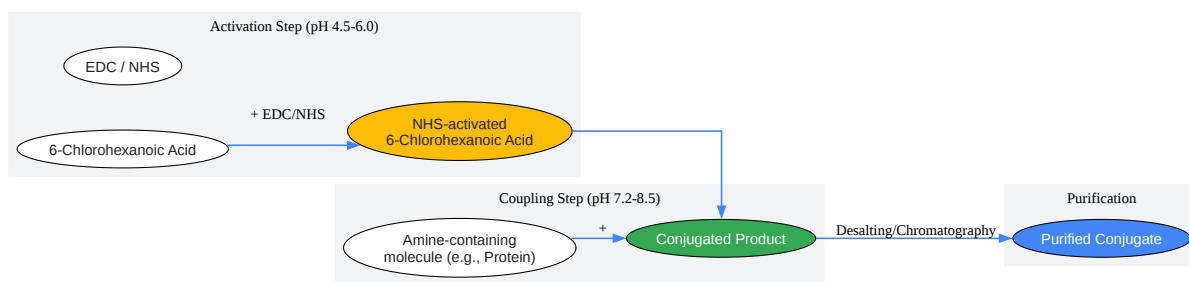 Activation Step (pH 4.5-6.0)
EDC / NHS
+ EDC/NHS
NHS-activated
6-Chlorohexanoic Acid
6-Chlorohexanoic Acid
Coupling Step (pH 7.2-8.5)
Purification
+
Amine-containing
molecule (e.g., Protein)
Conjugated Product
Desalting/Chromatography
Purified Conjugate